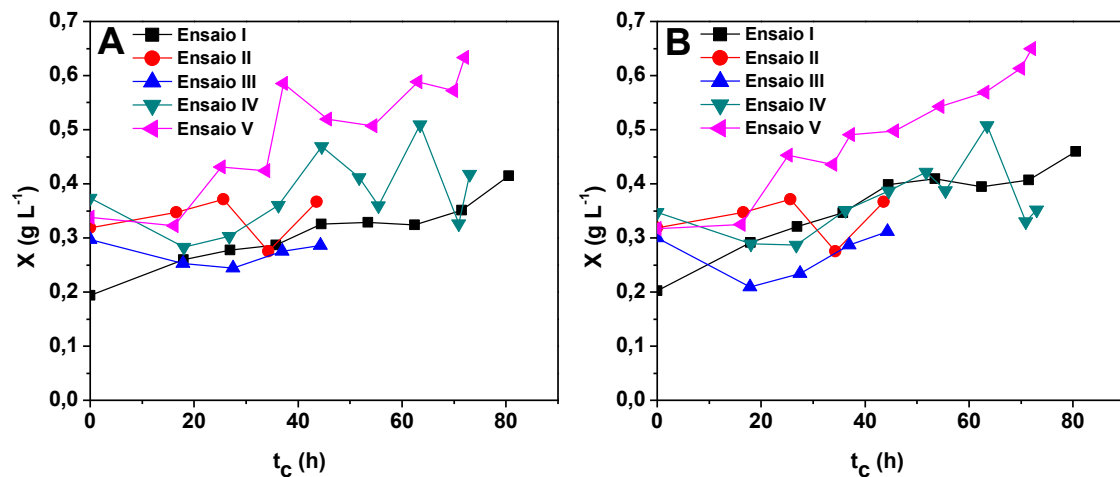 A
Ensaio I
Ensaio II
Ensaio III
Ensaio IV
Ensaio V
0,7
0,6
0,5
0,4
0,3
0,2
0,1
0,0
X (g L⁻¹)
0 20 40 60 80
t_c (h)
B
Ensaio I
Ensaio II
Ensaio III
Ensaio IV
Ensaio V
0,7
0,6
0,5
0,4
0,3
0,2
0,1
0,0
X (g L⁻¹)
0 20 40 60 80
t_c (h)